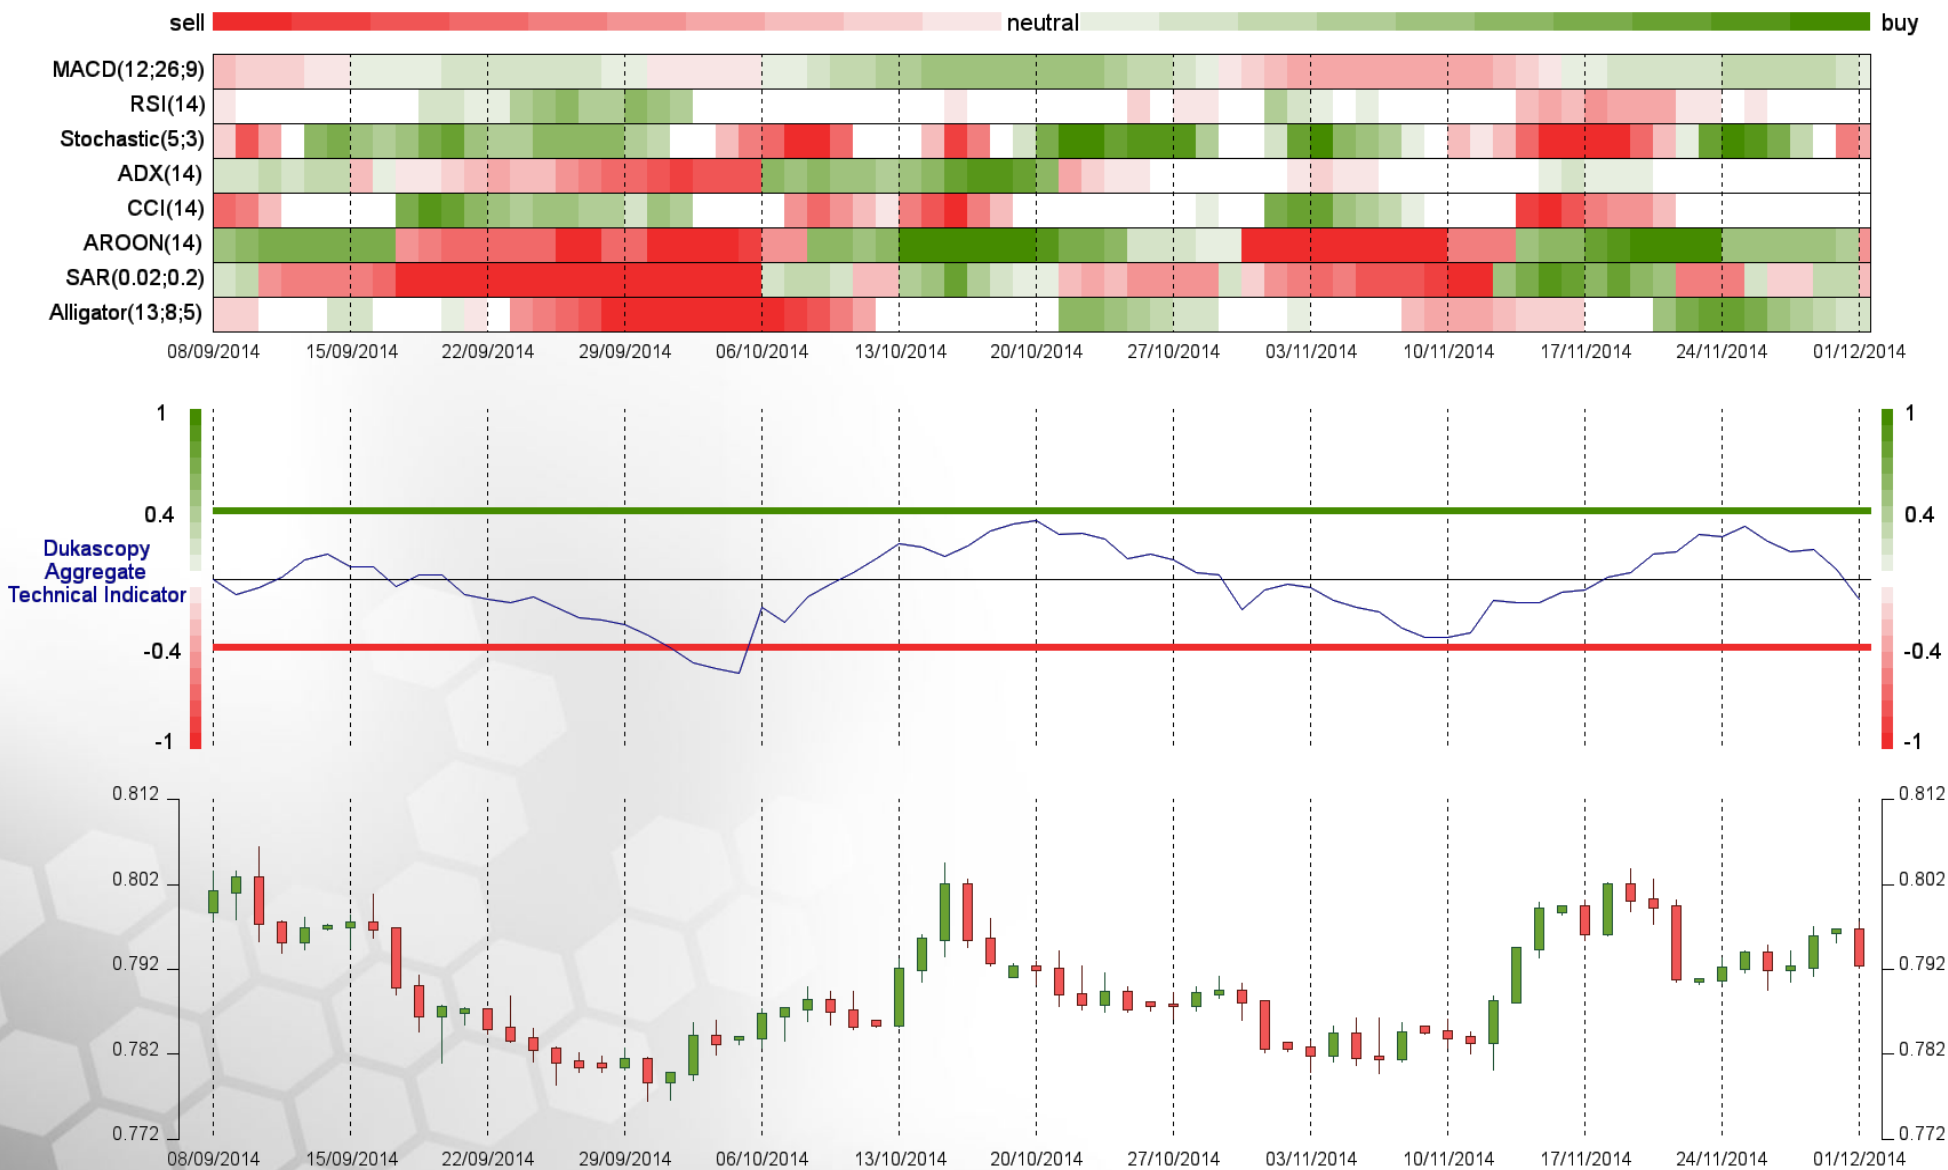 sell neutral buy
MACD(12;26;9)
RSI(14)
Stochastic(5;3)
ADX(14)
CCI(14)
AROON(14)
SAR(0.02;0.2)
Alligator(13;8;5)
08/09/2014 15/09/2014 22/09/2014 29/09/2014 06/10/2014 13/10/2014 20/10/2014 27/10/2014 03/11/2014 10/11/2014 17/11/2014 24/11/2014 01/12/2014
1 1
0.4 0.4
Dukascopy
Aggregate
Technical Indicator
-0.4 -0.4
-1 -1
0.812 0.812
0.802 0.802
0.792 0.792
0.782 0.782
0.772 0.772
08/09/2014 15/09/2014 22/09/2014 29/09/2014 06/10/2014 13/10/2014 20/10/2014 27/10/2014 03/11/2014 10/11/2014 17/11/2014 24/11/2014 01/12/2014